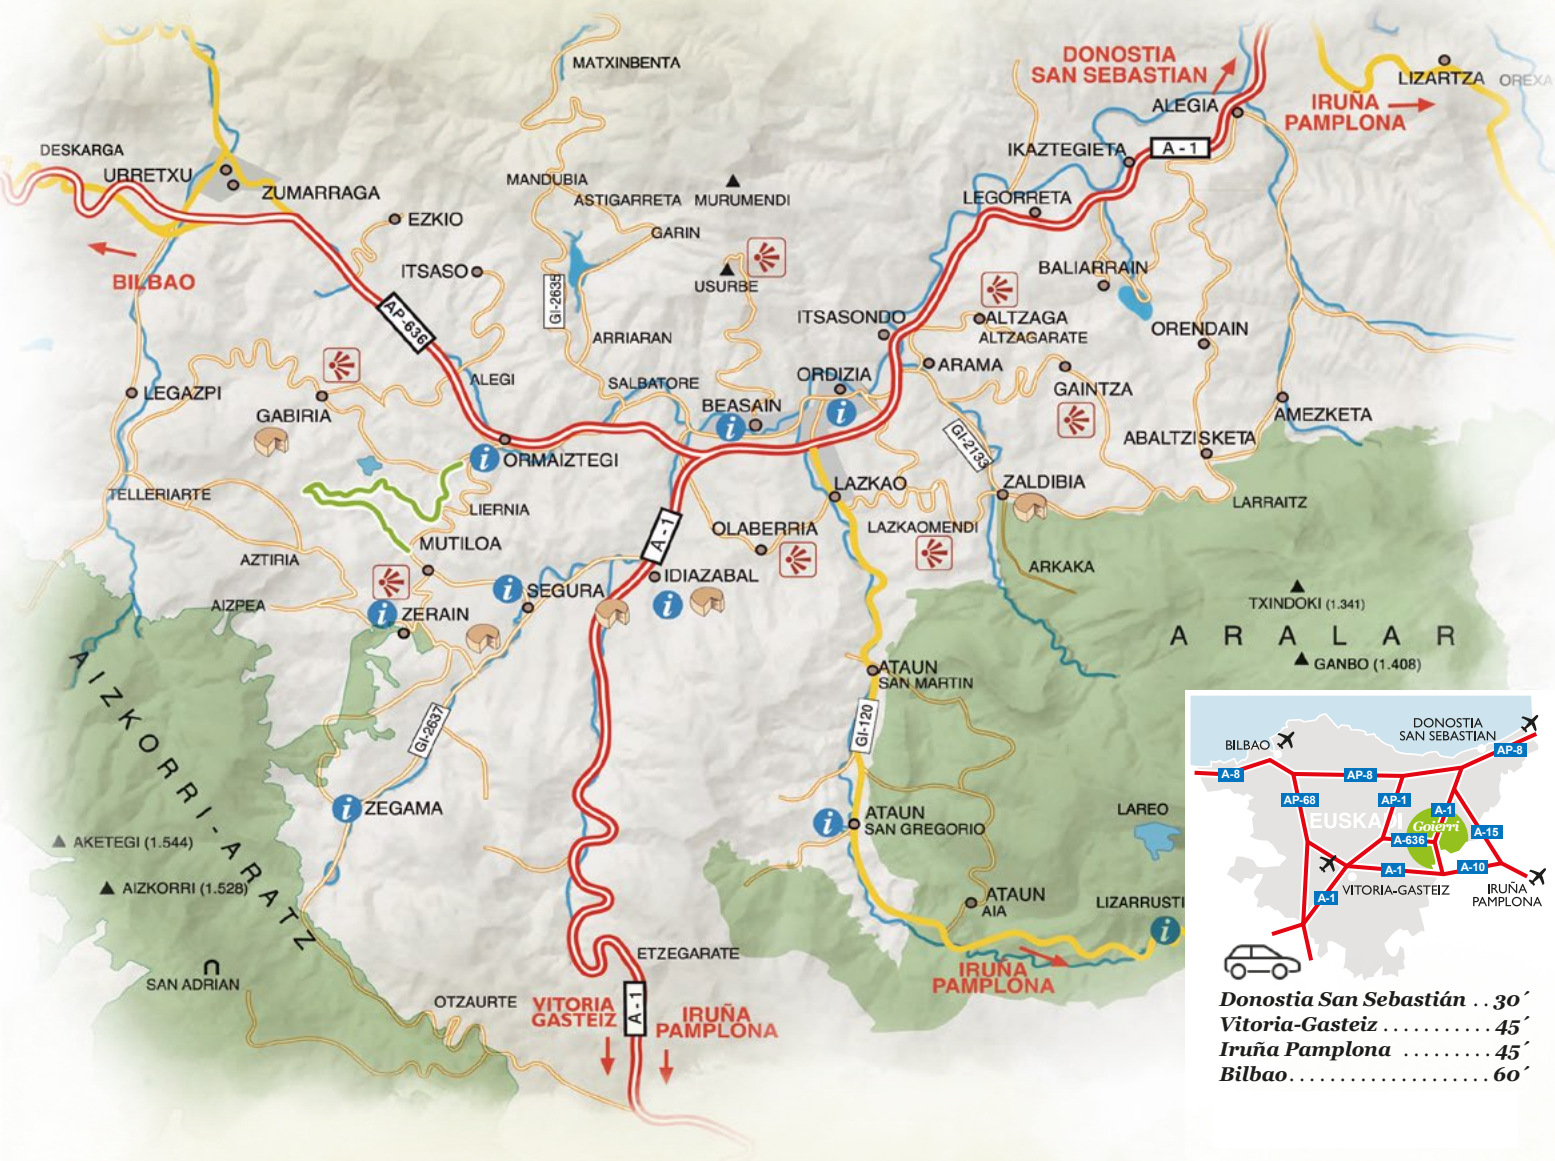 MATXINBENTA
DONOSTIA
SAN SEBASTIAN
LIZARTZA
OREXA
ALEGIA
IRUÑA
PAMPLONA
DESKARGA
URRETXU
ZUMARRAGA
EZKIO
MANDUBIA
ASTIGARRETA
MURUMENDI
IKAZTEGIETA
A - 1
LEGORRETA
GARIN
BILBAO
ITSASO
USURBE
BALIARRAIN
GI-2635
AP-636
ITSASONDO
ALTZAGA
ALTZAGARATE
ORENDAIN
ARRIARAN
ARAMA
LEGAZPI
ALEGI
SALBATORE
ORDIZIA
GAINTZA
GABIRIA
BEASAIN
i
i
AMEZKETA
ABALTZISKETA
GI-2133
i
ORMAIZTEGI
TELLERIARTE
LIERNIA
LAZKAO
ZALDIBIA
LARRAITZ
MUTILOA
A - 1
OLABERRIA
LAZKAOMENDI
AZTIRIA
IDIAZABAL
ARKAKA
AIZPEA
i
ZERAIN
i
SEGURA
i
TXINDOKI (1.341)
ARALAR
GANBO (1.408)
AIZKORRI-ARATZ
ATAUN
SAN MARTIN
GI-2637
GI-120
i
ZEGAMA
i
ATAUN
SAN GREGORIO
LAREO
AKETEGI (1.544)
AIZKORRI (1.528)
ATAUN
AIA
LIZARRUSTI
i
SAN ADRIAN
ETZEGARATE
IRUÑA
PAMPLONA
OTZAURTE
VITORIA
GASTEIZ
A - 1
IRUÑA
PAMPLONA
DONOSTIA
SAN SEBASTIAN
BILBAO
AP-8
A-8
AP-8
AP-68
AP-1
A-1
EUSKADI
Goierri
A-15
A-636
A-1
A-10
A-1
VITORIA-GASTEIZ
IRUÑA
PAMPLONA
Donostia San Sebastián .. 30´
Vitoria-Gasteiz ........... 45´
Iruña Pamplona ......... 45´
Bilbao.................... 60´